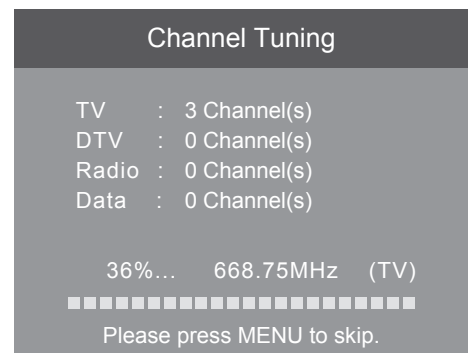 Channel Tuning
TV : 3 Channel(s)
DTV : 0 Channel(s)
Radio : 0 Channel(s)
Data : 0 Channel(s)
36%... 668.75MHz (TV)
Please press MENU to skip.